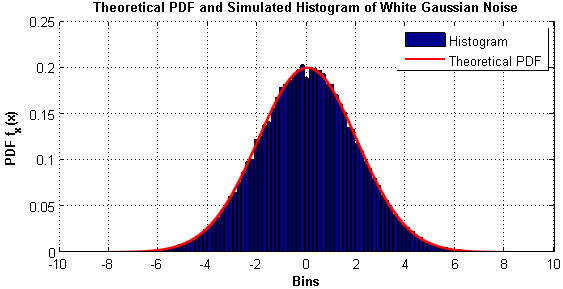 Theoretical PDF and Simulated Histogram of White Gaussian Noise
0.25
Histogram
Theoretical PDF
0.2
0.15
0.1
0.05
0
PDF fx(x)
-10 -8 -6 -4 -2 0 2 4 6 8 10
Bins